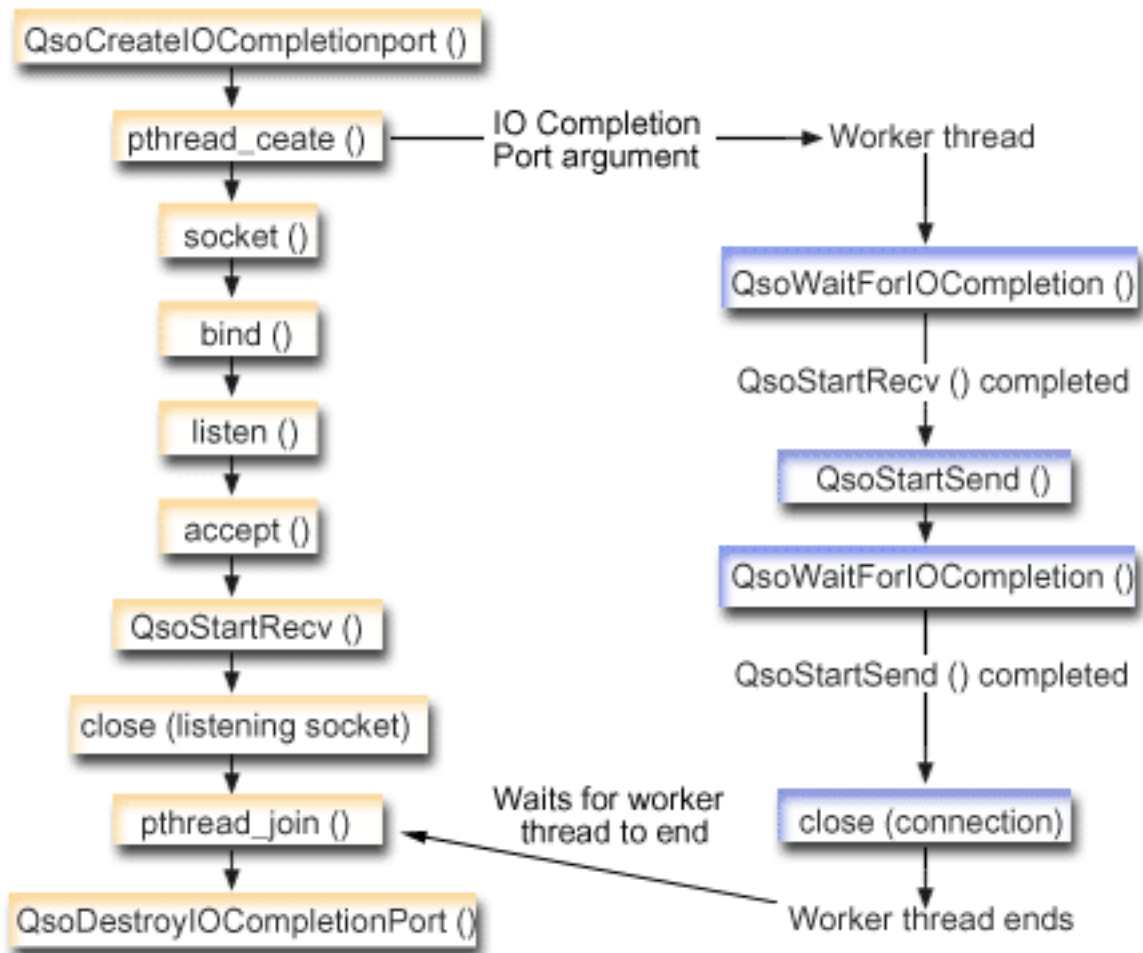 QsoCreateIOCompletionport ()
pthread_ceate ()
IO Completion
Port argument
Worker thread
socket ()
bind ()
listen ()
accept ()
QsoStartRecv ()
close (listening socket)
pthread_join ()
QsoDestroyIOCompletionPort ()
QsoWaitForIOCompletion ()
QsoStartRecv () completed
QsoStartSend ()
QsoWaitForIOCompletion ()
QsoStartSend () completed
close (connection)
Worker thread ends
Waits for worker
thread to end